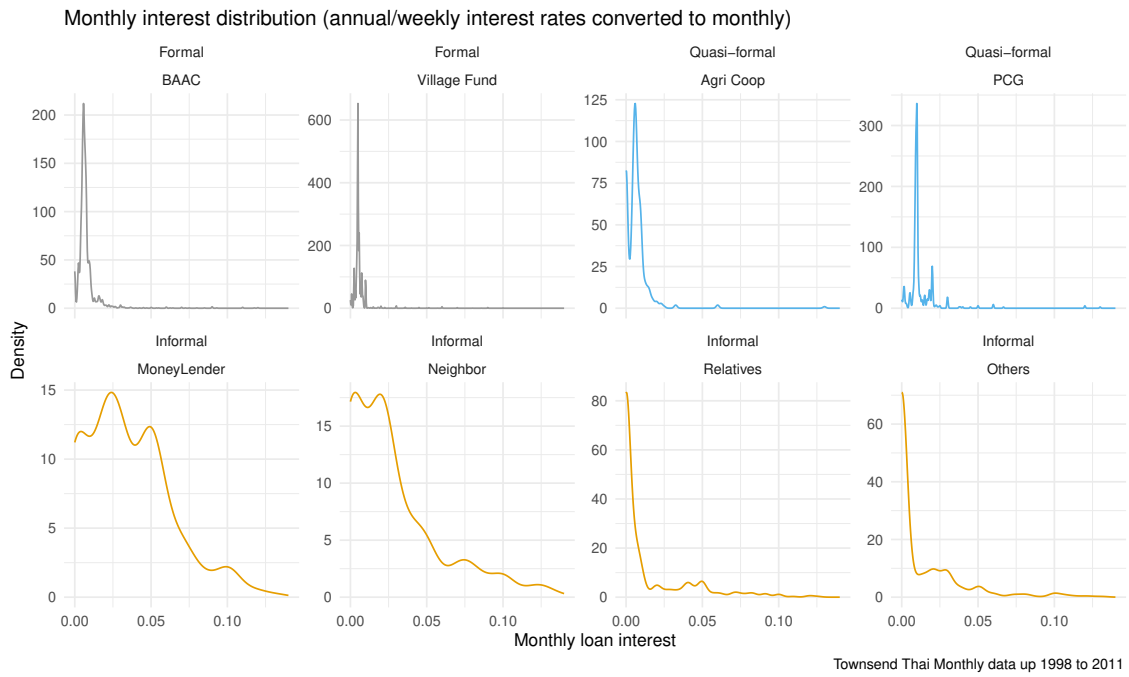 Monthly interest distribution (annual/weekly interest rates converted to monthly)
Formal
BAAC
Formal
Village Fund
Quasi−formal
Agri Coop
Quasi−formal
PCG
200
150
100
50
0
600
400
200
0
125
100
75
50
25
0
300
200
100
0
Density
Informal
MoneyLender
Informal
Neighbor
Informal
Relatives
Informal
Others
15
10
5
0
15
10
5
0
80
60
40
20
0
60
40
20
0
0.00 0.05 0.10
0.00 0.05 0.10
0.00 0.05 0.10
0.00 0.05 0.10
Monthly loan interest
Townsend Thai Monthly data up 1998 to 2011